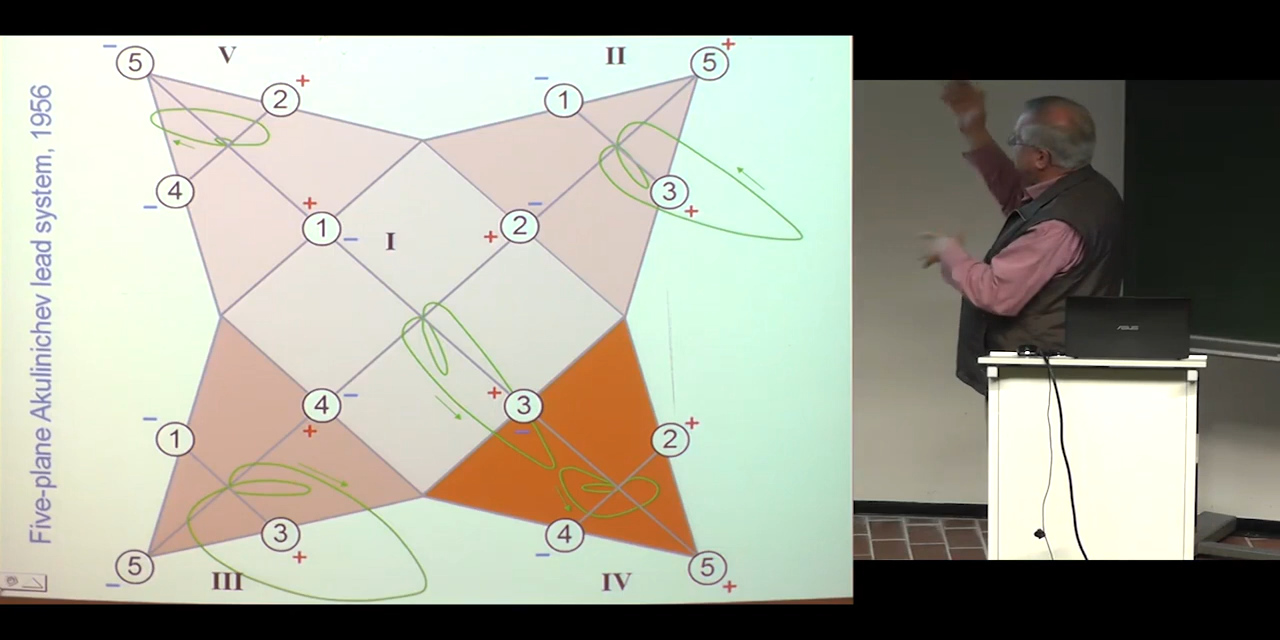 Five-plane Akulinichev lead system, 1956
− 5 V
2 +
II
5 +
− 1
4 −
3 +
+ 1 −
I
+ 2 −
− 1
4 − +
+ 3 −
2 +
3 +
4 −
5 −
III
IV
5 +
ASUS